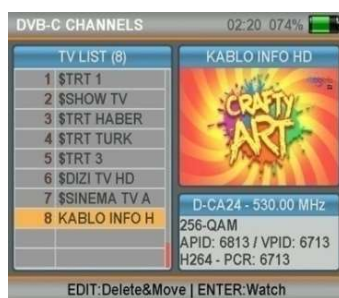 DVB-C CHANNELS 02:20 074%
TV LIST (8)
1 $TRT 1
2 $SHOW TV
3 $TRT HABER
4 $TRT TURK
5 $TRT 3
6 $DIZI TV HD
7 $SINEMA TV A
8 KABLO INFO H
KABLO INFO HD
CRAFTY
ART
D-CA24 - 530.00 MHz
256-QAM
APID: 6813 / VPID: 6713
H264 - PCR: 6713
EDIT:Delete&Move | ENTER:Watch